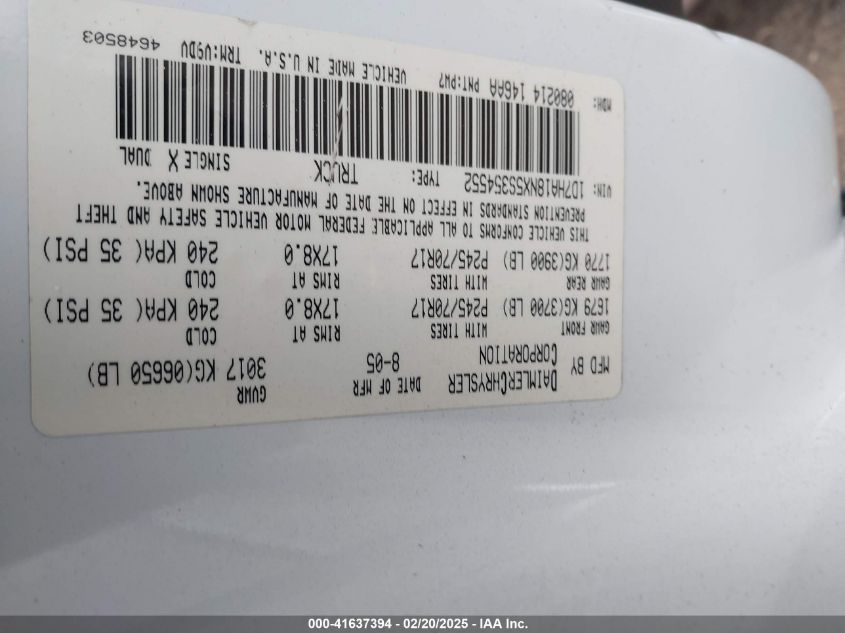 MFD BY DAIMLERCHRYSLER CORPORATION DATE OF MFR 8-05 GVWR 3017 KG(06650 LB)
GAWR FRONT WITH TIRES RIMS AT COLD
1679 KG(3700 LB) P245/70R17 17X8.0 240 KPA( 35 PSI)
GAWR REAR WITH TIRES RIMS AT COLD
1770 KG(3900 LB) P245/70R17 17X8.0 240 KPA( 35 PSI)
THIS VEHICLE CONFORMS TO ALL APPLICABLE FEDERAL MOTOR VEHICLE SAFETY AND THEFT
PREVENTION STANDARDS IN EFFECT ON THE DATE OF MANUFACTURE SHOWN ABOVE.
VIN: 1D7HA18NX5S354552 TYPE: TRUCK SINGLE X DUAL
MDH: 080214 146AA PNT:PW7 VEHICLE MADE IN U.S.A. TRM:V9DV 4648503
000-41637394 - 02/20/2025 - IAA Inc.